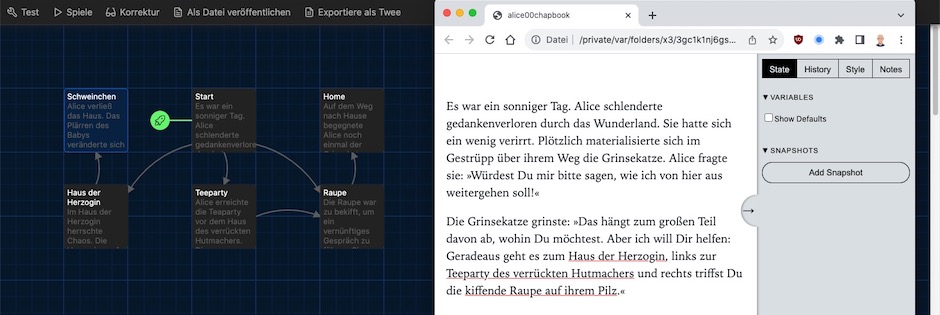 Test
Spiele
Korrektur
Als Datei veröffentlichen
Exportiere als Twee
Schweinchen
Alice verließ
das Haus. Das
Plärren des
Babys
veränderte sich
Start
Es war ein
sonniger Tag.
Alice
schlenderte
gedankenverlore
Home
Auf dem Weg
nach Hause
begegnete
Alice noch
einmal der
Haus der
Herzogin
Im Haus der
Herzogin
herrschte
Chaos. Die
Teeparty
Alice erreichte
die Teaparty
vor dem Haus
des verrückten
Hutmachers.
Raupe
Die Raupe war
zu bekifft, um
ein
vernünftiges
Gespräch zu
alice00chapbook
Datei
/private/var/folders/x3/3gc1k1nj6gs...
Es war ein sonniger Tag. Alice schlenderte
gedankenverloren durch das Wunderland. Sie hatte sich
ein wenig verirrt. Plötzlich materialisierte sich im
Gestrüpp über ihrem Weg die Grinsekatze. Alice fragte
sie: »Würdest Du mir bitte sagen, wie ich von hier aus
weitergehen soll!«
Die Grinsekatze grinste: »Das hängt zum großen Teil
davon ab, wohin Du möchtest. Aber ich will Dir helfen:
Geradeaus geht es zum Haus der Herzogin, links zur
Teeparty des verrückten Hutmachers und rechts triffst Du
die kiffende Raupe auf ihrem Pilz.«
State
History
Style
Notes
▼ VARIABLES
Show Defaults
▼ SNAPSHOTS
Add Snapshot